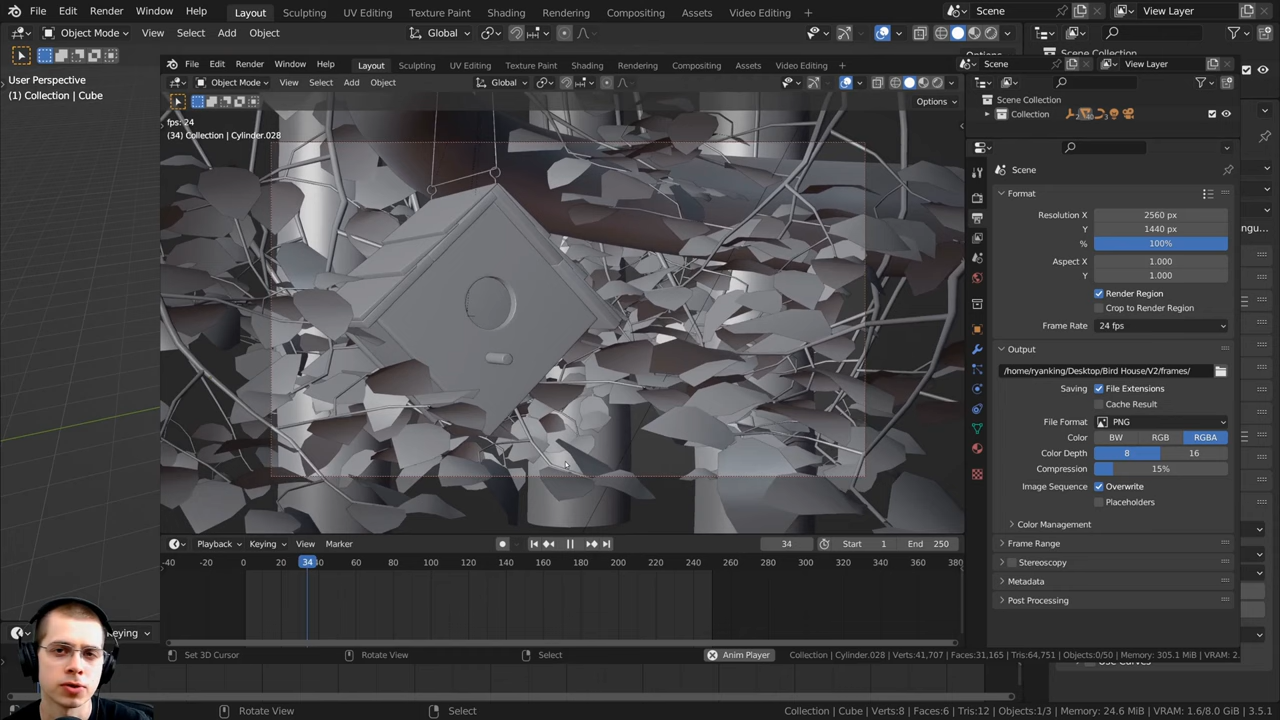 File Edit Render Window Help Layout Sculpting UV Editing Texture Paint Shading Rendering Compositing Assets Video Editing + Scene View Layer
Object Mode View Select Add Object Global
User Perspective
(1) Collection | Cube
File Edit Render Window Help Layout Sculpting UV Editing Texture Paint Shading Rendering Compositing Assets Video Editing + Scene View Layer
Object Mode View Select Add Object Global
Options
fps: 24
(34) Collection | Cylinder.028
Scene Collection
Collection
Scene
Format
Resolution X 2560 px
Y 1440 px
% 100%
Aspect X 1.000
Y 1.000
Render Region
Crop to Render Region
Frame Rate 24 fps
Output
/home/ryanking/Desktop/Bird House/V2/frames/
Saving File Extensions
Cache Result
File Format PNG
Color BW RGB RGBA
Color Depth 8 16
Compression 15%
Image Sequence Overwrite
Placeholders
Color Management
Frame Range
Stereoscopy
Metadata
Post Processing
Playback Keying View Marker 34 Start 1 End 250
-40 -20 0 20 34 40 60 80 100 120 140 160 180 200 220 240 260 280 300 320 340 360 380
Set 3D Cursor Rotate View Select Anim Player Collection | Cylinder.028 | Verts:41,707 | Faces:31,165 | Tris:64,751 | Objects:0/50 | Memory: 305.1 MiB | VRAM: 2.
Keying
Rotate View Select Collection | Cube | Verts:8 | Faces:6 | Tris:12 | Objects:1/3 | Memory: 24.6 MiB | VRAM: 1.6/8.0 GiB | 3.5.1